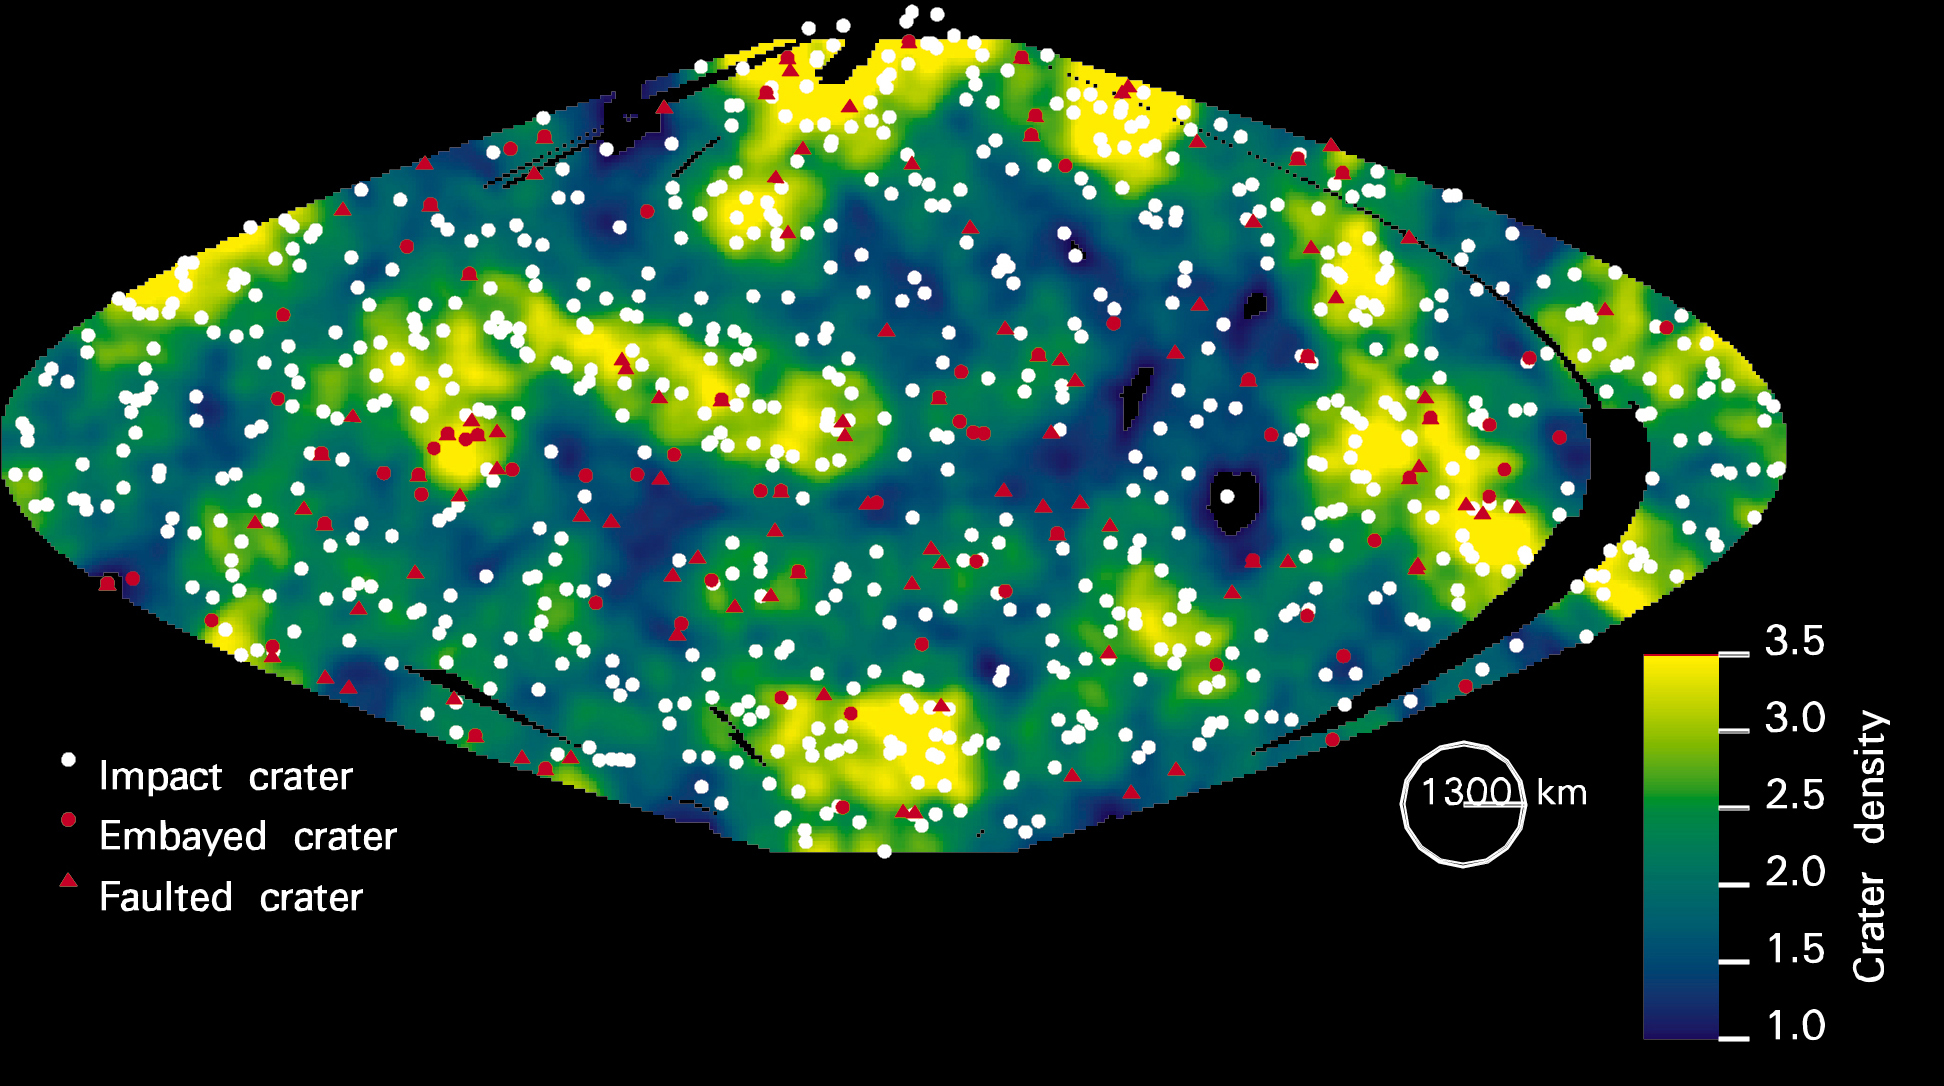 Impact crater
Embayed crater
Faulted crater
1300 km
3.5
3.0
2.5
2.0
1.5
1.0
Crater density